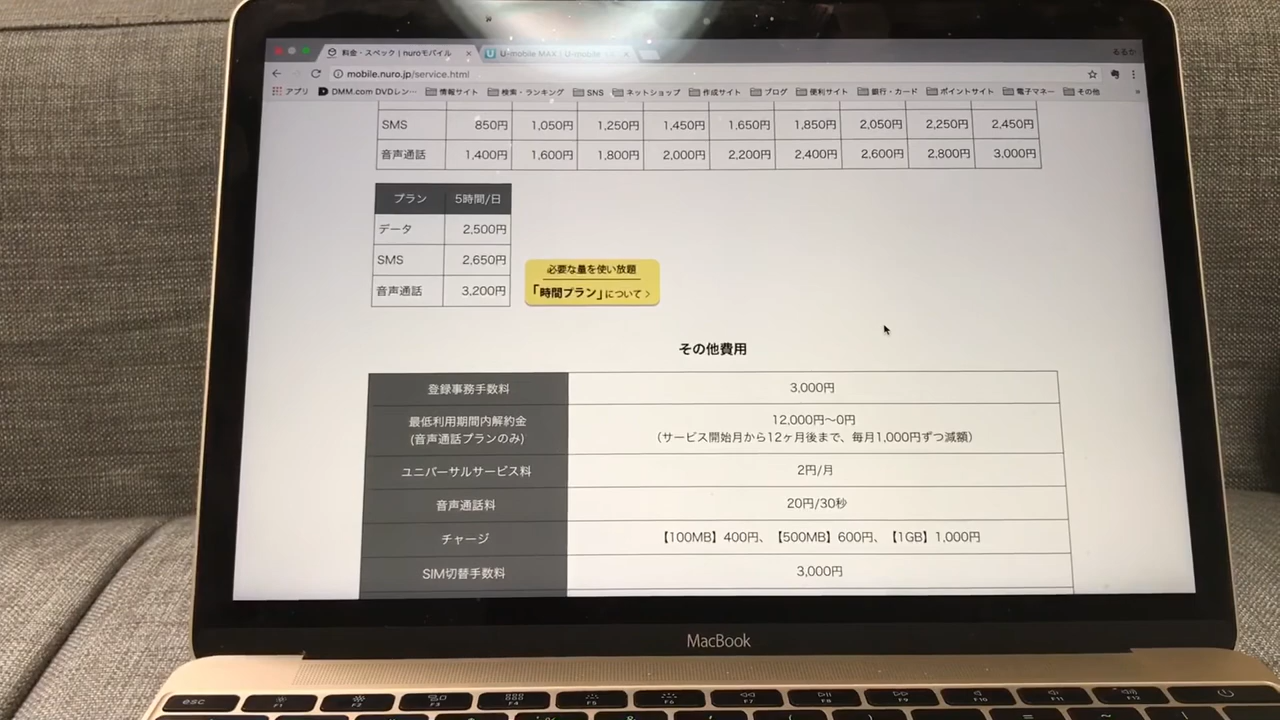 料金・スペック | nuroモバイル
U-mobile MAX | U-mobile
るるか
mobile.nuro.jp/service.html
アプリ DMM.com DVDレン… 情報サイト 検索・ランキング SNS ネットショップ 作成サイト ブログ 便利サイト 銀行・カード ポイントサイト 電子マネー その他 »
SMS 850円 1,050円 1,250円 1,450円 1,650円 1,850円 2,050円 2,250円 2,450円
音声通話 1,400円 1,600円 1,800円 2,000円 2,200円 2,400円 2,600円 2,800円 3,000円
プラン 5時間/日
データ 2,500円
SMS 2,650円
音声通話 3,200円
必要な量を使い放題
「時間プラン」について >
その他費用
登録事務手数料 3,000円
最低利用期間内解約金
(音声通話プランのみ)
12,000円〜0円
（サービス開始月から12ヶ月後まで、毎月1,000円ずつ減額）
ユニバーサルサービス料 2円/月
音声通話料 20円/30秒
チャージ 【100MB】400円、【500MB】600円、【1GB】1,000円
SIM切替手数料 3,000円
MacBook
esc F1 F2 F3 F4 F5 F6 F7 F8 F9 F10 F11 F12